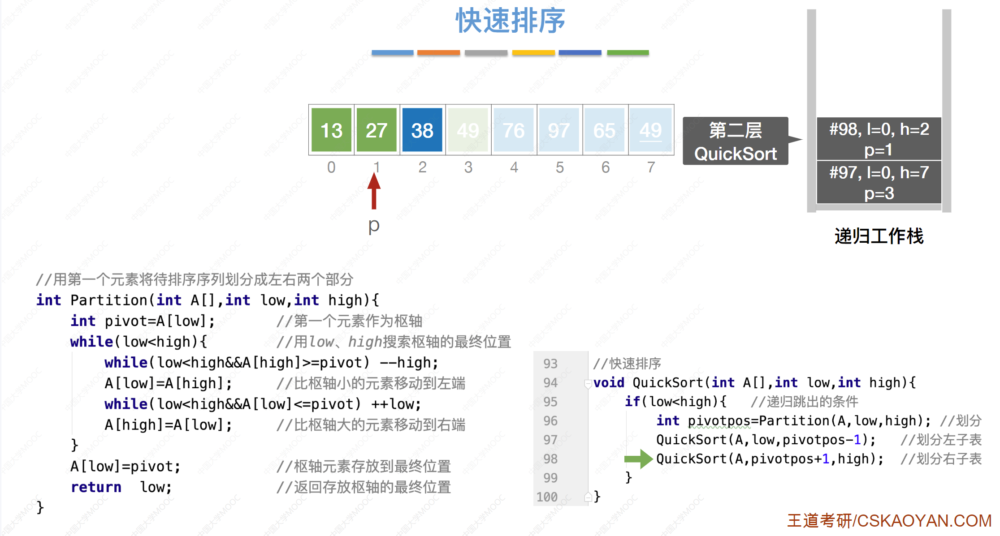 快速排序
13 27 38 49 76 97 65 49
0 1 2 3 4 5 6 7
p
第二层
QuickSort
#98, l=0, h=2
p=1
#97, l=0, h=7
p=3
递归工作栈
//用第一个元素将待排序序列划分成左右两个部分
int Partition(int A[],int low,int high){
    int pivot=A[low];       //第一个元素作为枢轴
    while(low<high){        //用low、high搜索枢轴的最终位置
        while(low<high&&A[high]>=pivot) --high;
        A[low]=A[high];     //比枢轴小的元素移动到左端
        while(low<high&&A[low]<=pivot) ++low;
        A[high]=A[low];     //比枢轴大的元素移动到右端
    }
    A[low]=pivot;           //枢轴元素存放到最终位置
    return  low;            //返回存放枢轴的最终位置
}
93 //快速排序
94 void QuickSort(int A[],int low,int high){
95     if(low<high){   //递归跳出的条件
96         int pivotpos=Partition(A,low,high); //划分
97         QuickSort(A,low,pivotpos-1);   //划分左子表
98         QuickSort(A,pivotpos+1,high);  //划分右子表
99     }
100 }
王道考研/CSKAOYAN.COM
中国大学MOOC